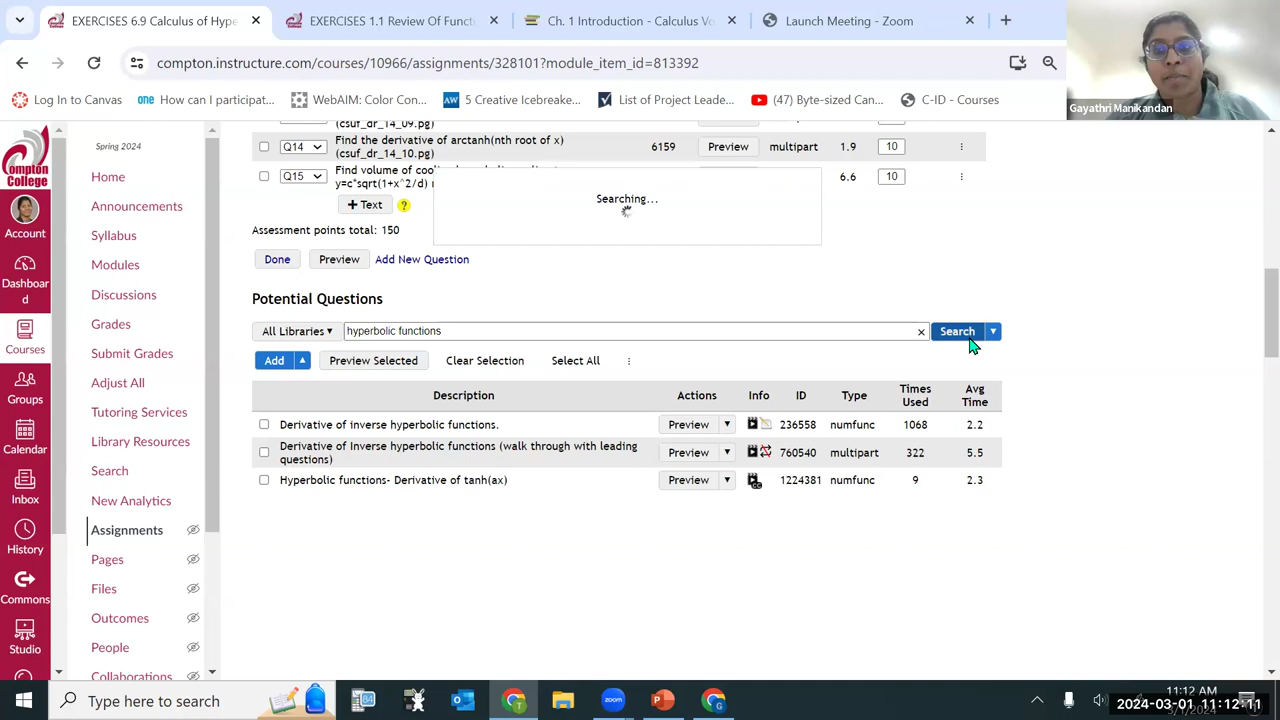 EXERCISES 6.9 Calculus of Hype
EXERCISES 1.1 Review Of Funct
Ch. 1 Introduction - Calculus Vo
Launch Meeting - Zoom
compton.instructure.com/courses/10966/assignments/328101?module_item_id=813392
Log In to Canvas
one How can i participat...
WebAIM: Color Con...
AW 5 Creative Icebreake...
List of Project Leade...
(47) Byte-sized Can...
C-ID - Courses
Gayathri Manikandan
Compton
COLLEGE
Account
Dashboar
d
Courses
Groups
Calendar
Inbox
History
Commons
Studio
Spring 2024
Home
Announcements
Syllabus
Modules
Discussions
Grades
Submit Grades
Adjust All
Tutoring Services
Library Resources
Search
New Analytics
Assignments
Pages
Files
Outcomes
People
Collaborations
(csuf_dr_14_09.pg)
Q14 Find the derivative of arctanh(nth root of x) 6159 Preview multipart 1.9 10
(csuf_dr_14_10.pg)
Q15 6.6 10
y=c*sqrt(1+x^2/d)
Searching...
+ Text ?
Assessment points total: 150
Done Preview Add New Question
Potential Questions
All Libraries hyperbolic functions × Search
Add Preview Selected Clear Selection Select All
Description Actions Info ID Type Times Used Avg Time
Derivative of inverse hyperbolic functions. Preview 236558 numfunc 1068 2.2
Derivative of Inverse hyperbolic functions (walk through with leading
questions) Preview 760540 multipart 322 5.5
Hyperbolic functions- Derivative of tanh(ax) Preview 1224381 numfunc 9 2.3
Type here to search
11:12 AM
2024-03-01 11:12:11